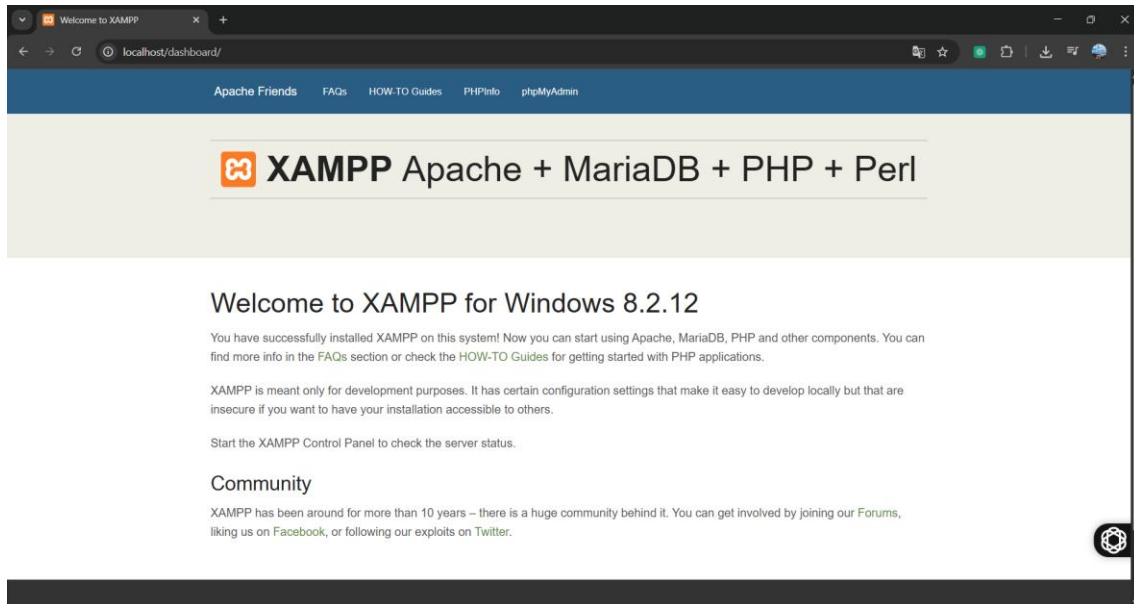 Welcome to XAMPP
localhost/dashboard/
Apache Friends FAQs HOW-TO Guides PHPInfo phpMyAdmin
XAMPP Apache + MariaDB + PHP + Perl
Welcome to XAMPP for Windows 8.2.12
You have successfully installed XAMPP on this system! Now you can start using Apache, MariaDB, PHP and other components. You can
find more info in the FAQs section or check the HOW-TO Guides for getting started with PHP applications.
XAMPP is meant only for development purposes. It has certain configuration settings that make it easy to develop locally but that are
insecure if you want to have your installation accessible to others.
Start the XAMPP Control Panel to check the server status.
Community
XAMPP has been around for more than 10 years – there is a huge community behind it. You can get involved by joining our Forums,
liking us on Facebook, or following our exploits on Twitter.